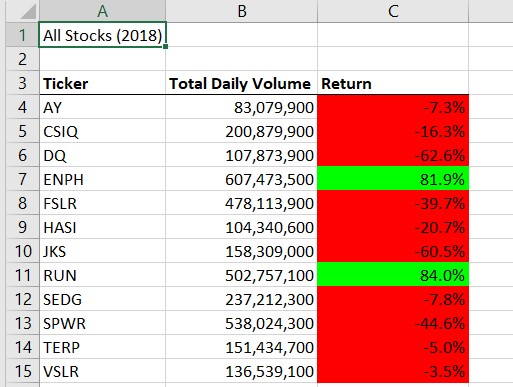 A B C
1 All Stocks (2018)
2
3 Ticker Total Daily Volume Return
4 AY 83,079,900 -7.3%
5 CSIQ 200,879,900 -16.3%
6 DQ 107,873,900 -62.6%
7 ENPH 607,473,500 81.9%
8 FSLR 478,113,900 -39.7%
9 HASI 104,340,600 -20.7%
10 JKS 158,309,000 -60.5%
11 RUN 502,757,100 84.0%
12 SEDG 237,212,300 -7.8%
13 SPWR 538,024,300 -44.6%
14 TERP 151,434,700 -5.0%
15 VSLR 136,539,100 -3.5%